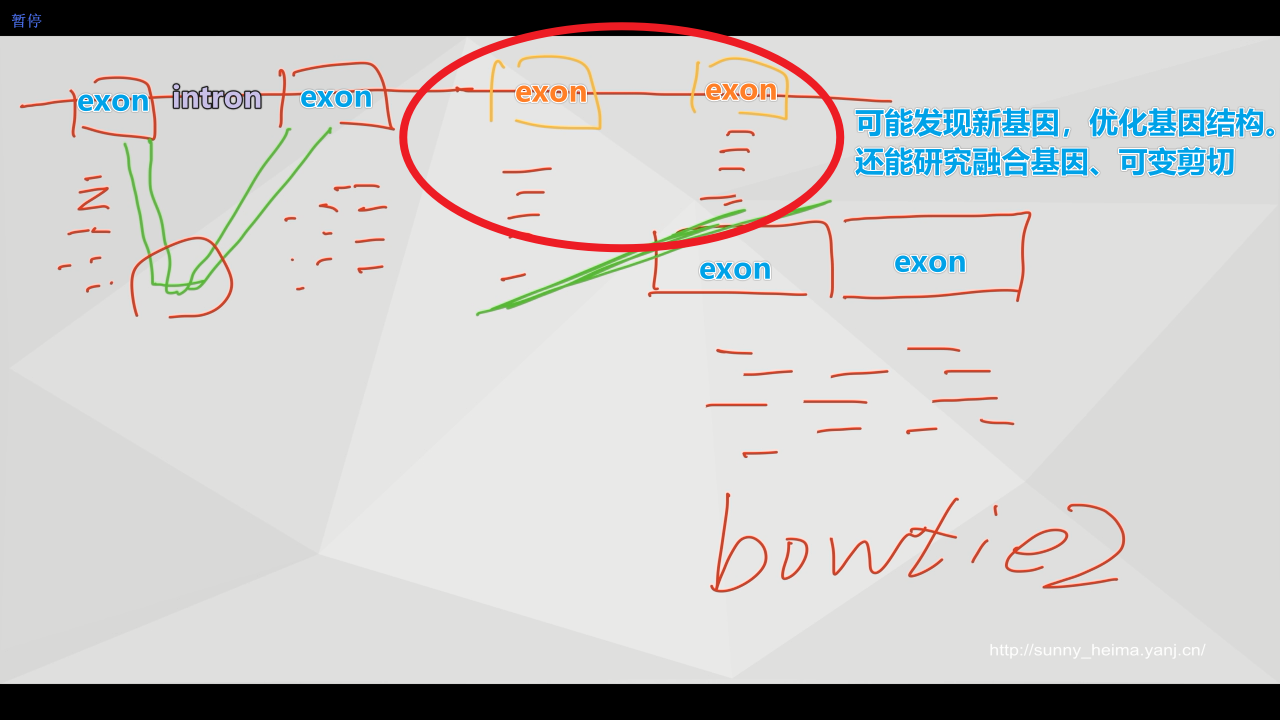 暂停
exon intron exon exon exon
可能发现新基因，优化基因结构。
还能研究融合基因、可变剪切
exon exon
bowtie2
http://sunny_heima.yanj.cn/